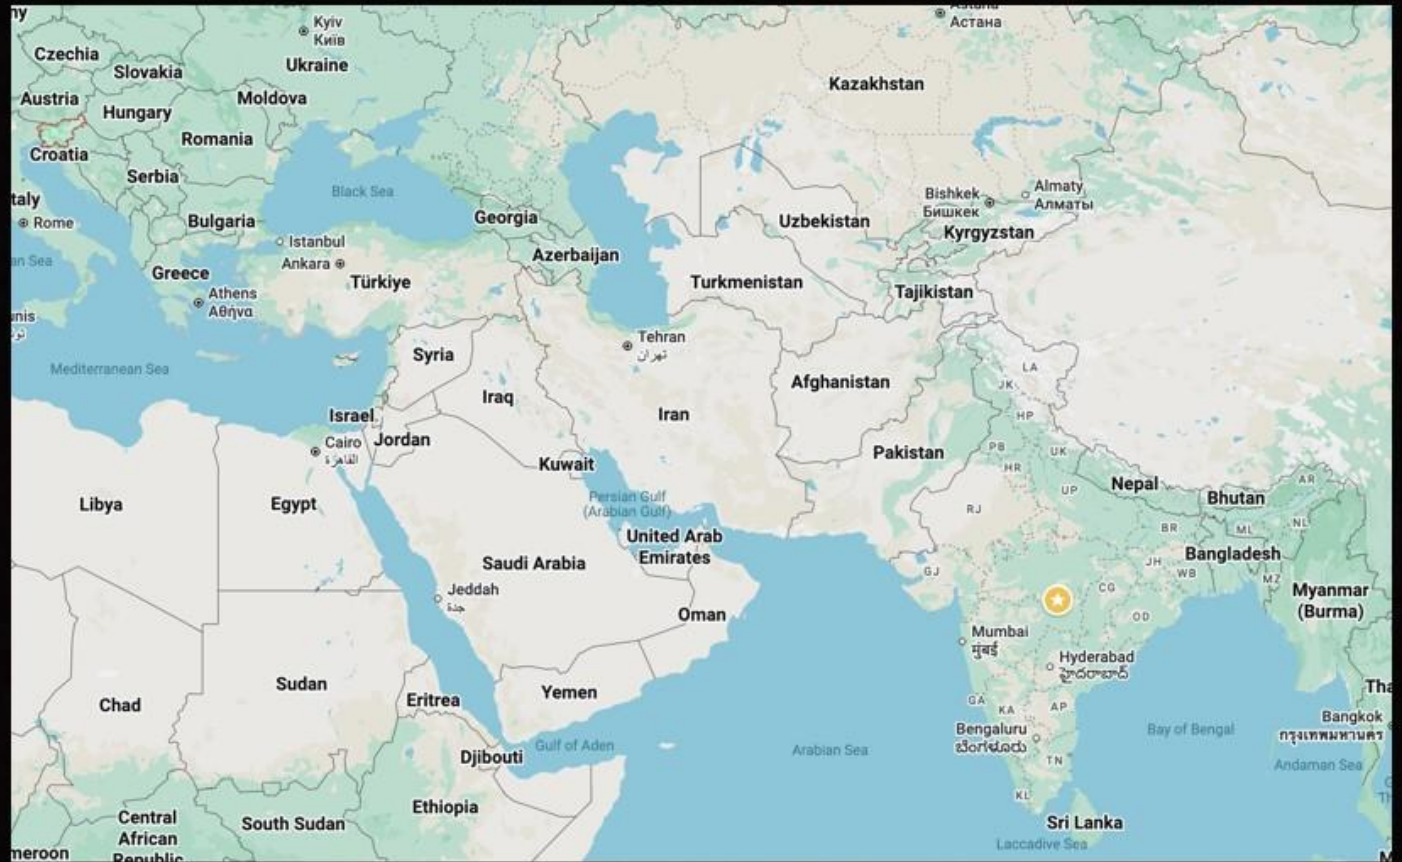 Kyiv
Київ
Астана
Czechia
Slovakia
Ukraine
Kazakhstan
Austria
Hungary
Moldova
Romania
Croatia
Serbia
Black Sea
Bishkek
Бишкек
Almaty
Алматы
Rome
Bulgaria
Georgia
Uzbekistan
Kyrgyzstan
Istanbul
Ankara
Azerbaijan
Greece
Türkiye
Turkmenistan
Tajikistan
Athens
Αθήνα
Tehran
تهران
Mediterranean Sea
Syria
Afghanistan
LA
JK
Iraq
Iran
HP
Israel
Jordan
Cairo
القاهرة
Pakistan
PB
UK
HR
Kuwait
UP
Nepal
Bhutan
AR
Libya
Egypt
Persian Gulf
(Arabian Gulf)
RJ
BR
ML
NL
United Arab
Emirates
Saudi Arabia
GJ
JH
WB
Bangladesh
MZ
CG
Myanmar
(Burma)
Jeddah
جدة
Oman
OD
Mumbai
मुंबई
Hyderabad
హైదరాబాద్
Sudan
Chad
Eritrea
Yemen
GA
KA
AP
Bengaluru
ಬೆಂಗಳೂರು
Bay of Bengal
Bangkok
กรุงเทพมหานคร
Gulf of Aden
Arabian Sea
Djibouti
TN
Andaman Sea
Ethiopia
KL
Central
African
Republic
South Sudan
Sri Lanka
Laccadive Sea